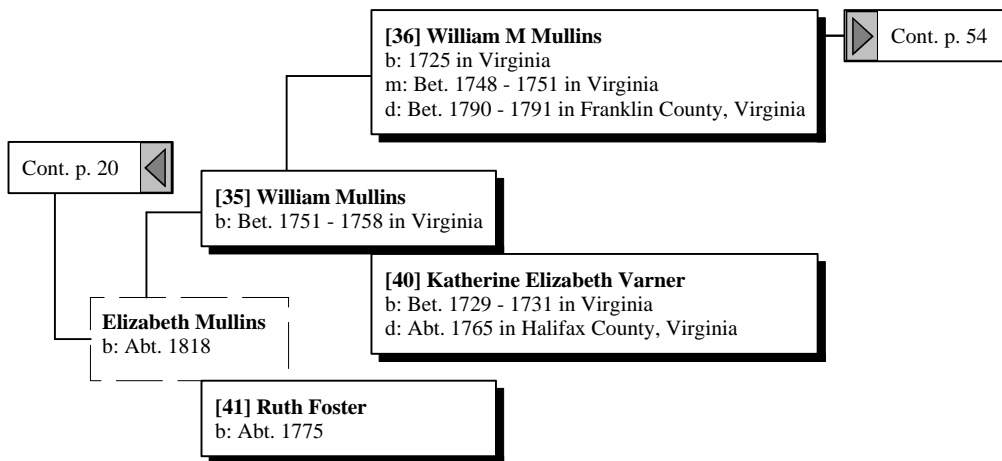 [36] William M Mullins
b: 1725 in Virginia
m: Bet. 1748 - 1751 in Virginia
d: Bet. 1790 - 1791 in Franklin County, Virginia
Cont. p. 54
Cont. p. 20
[35] William Mullins
b: Bet. 1751 - 1758 in Virginia
[40] Katherine Elizabeth Varner
b: Bet. 1729 - 1731 in Virginia
d: Abt. 1765 in Halifax County, Virginia
Elizabeth Mullins
b: Abt. 1818
[41] Ruth Foster
b: Abt. 1775